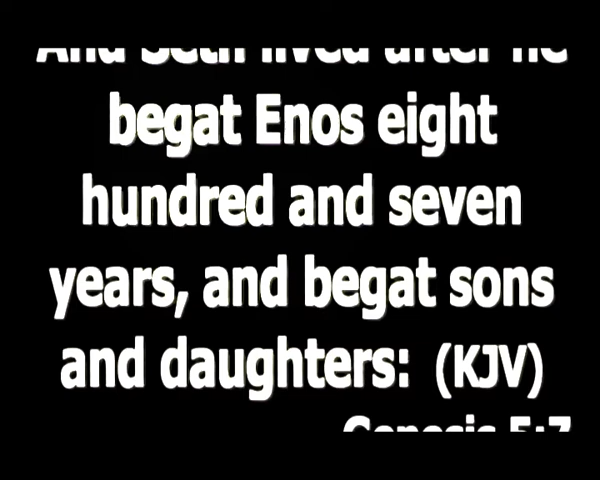 And Seth lived after he
begat Enos eight
hundred and seven
years, and begat sons
and daughters: (KJV)
Genesis 5:7